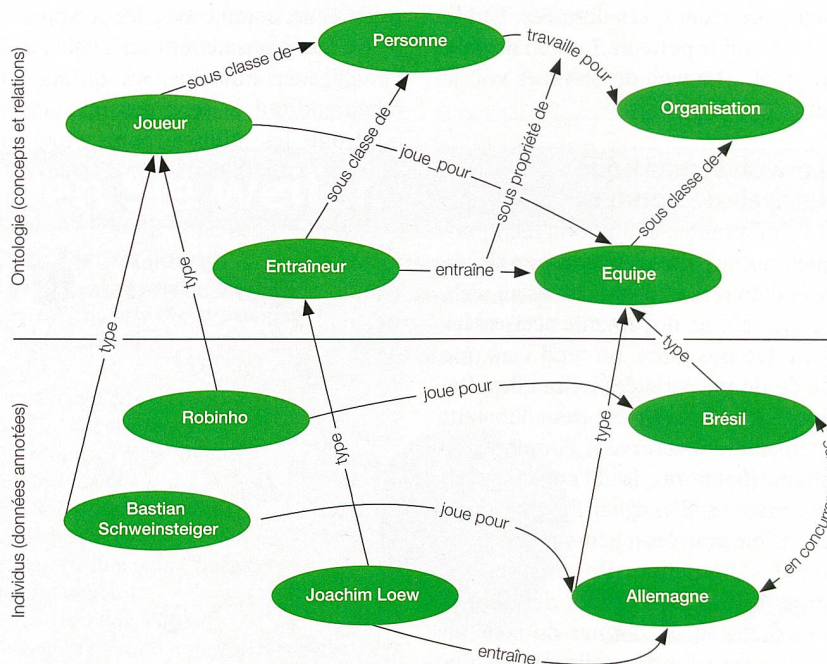 Ontologie (concepts et relations)
Personne
travaille pour
sous classe de
Organisation
Joueur
sous classe de
joue pour
sous propriété de
sous classe de
Entraîneur
entraîne
Equipe
type
type
type
Robinho
joue pour
Brésil
type
type
Individus (données annotées)
Bastian
Schweinsteiger
joue pour
en
Joachim Loew
Allemagne
entraîne